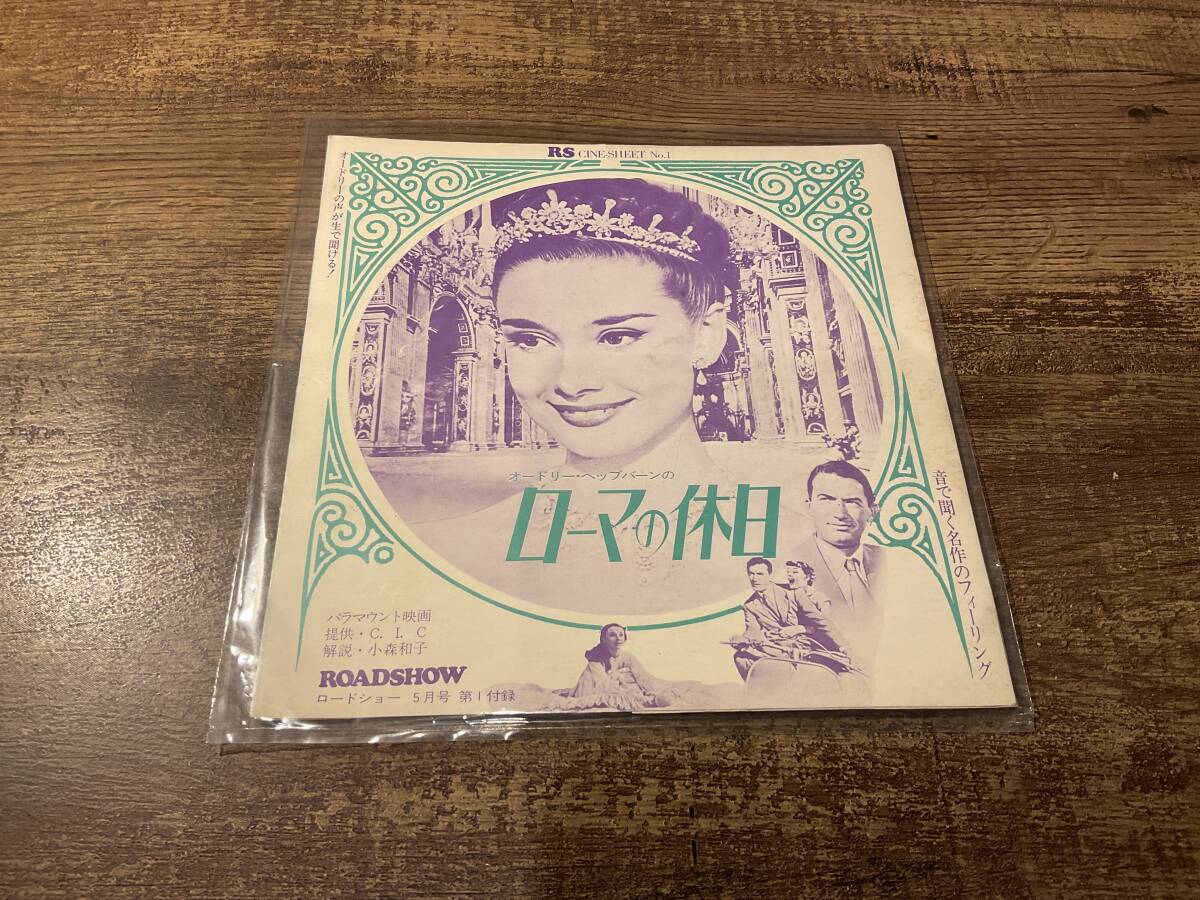 RS CINE-SHEET No.1
オードリーの声が生で聞ける!
オードリー・ヘップバーンの
ローマの休日
音で聞く名作のフィーリング
パラマウント映画
提供・C.I.C
解説・小森和子
ROADSHOW
ロードショー 5月号 第1付録